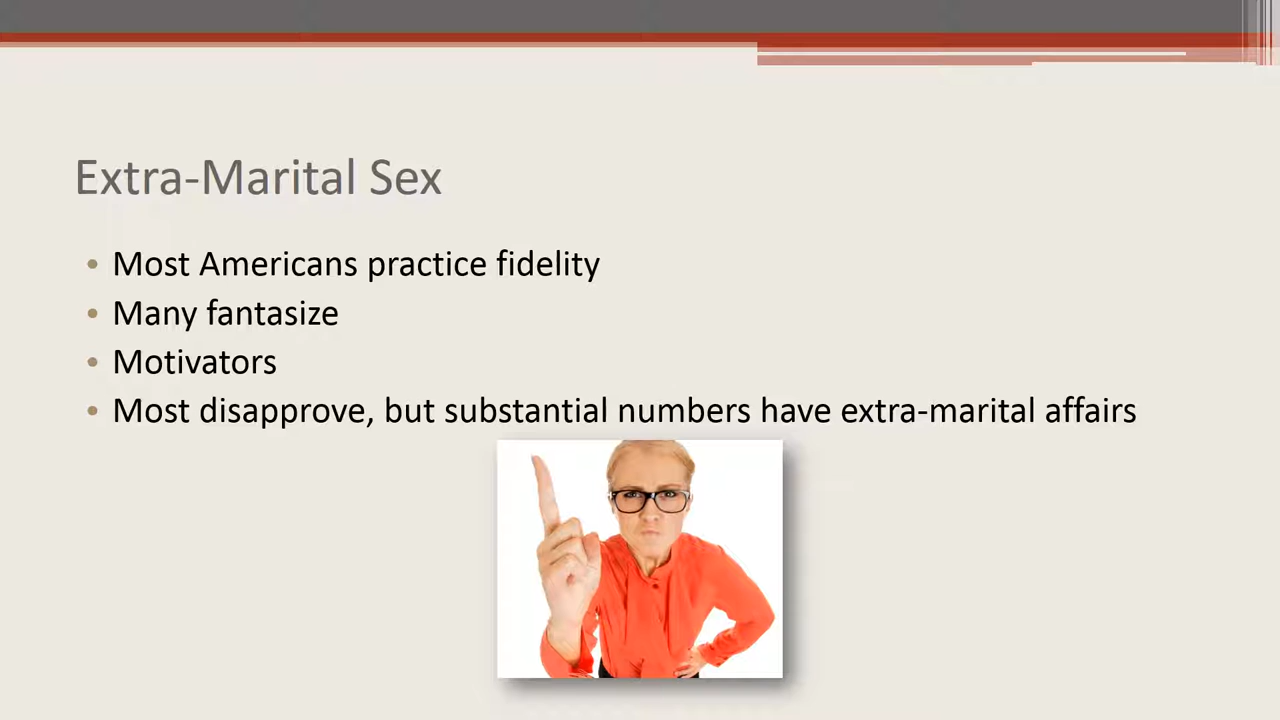 Extra-Marital Sex
• Most Americans practice fidelity
• Many fantasize
• Motivators
• Most disapprove, but substantial numbers have extra-marital affairs